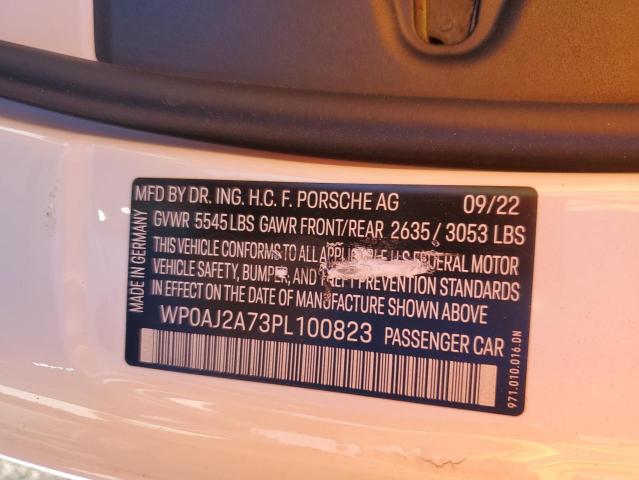 MFD BY DR. ING. H.C. F. PORSCHE AG 09/22
GVWR 5545 LBS GAWR FRONT/REAR 2635 / 3053 LBS
THIS VEHICLE CONFORMS TO ALL APPLICABLE U.S. FEDERAL MOTOR
VEHICLE SAFETY, BUMPER, AND THEFT PREVENTION STANDARDS
IN EFFECT ON THE DATE OF MANUFACTURE SHOWN ABOVE
WP0AJ2A73PL100823 PASSENGER CAR
MADE IN GERMANY
971.010.016.DN